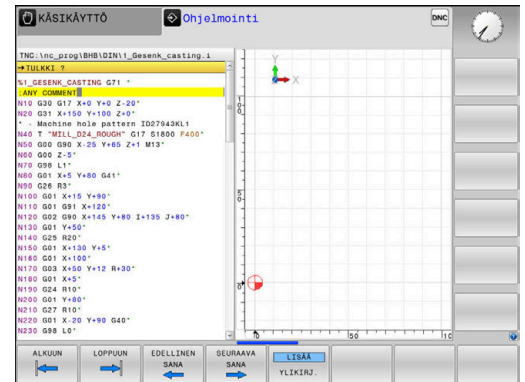 KÄSIKÄYTTÖ
Ohjelmointi
DNC
TNC:\nc_prog\BHB\DIN\1_Gesenk_casting.i
→TULKKI ?
%1_GESENK_CASTING G71 *
;ANY COMMENT
N10 G30 G17 X+0 Y+0 Z-20*
N20 G31 X+150 Y+100 Z+0*
* - Machine hole pattern ID27943KL1
N40 T "MILL_D24_ROUGH" G17 S1800 F400*
N50 G00 G90 X-25 Y+65 Z+1 M13*
N60 G00 Z-5*
N70 G98 L1*
N80 G01 X+5 Y+80 G41*
N90 G26 R3*
N100 G01 X+15 Y+90*
N110 G01 G91 X+120*
N120 G02 G90 X+145 Y+80 I+135 J+80*
N130 G01 Y+50*
N140 G25 R20*
N150 G01 X+130 Y+5*
N160 G01 X+100*
N170 G03 X+50 Y+12 R+30*
N180 G01 X+5*
N190 G24 R10*
N200 G01 Y+80*
N210 G27 R10*
N220 G01 X-20 Y+90 G40*
N230 G98 L0*
Y
X
100
50
0
0
50
ALKUUN
LOPPUUN
EDELLINEN
SANA
SEURAAVA
SANA
LISÄÄ
YLIKIRJ.